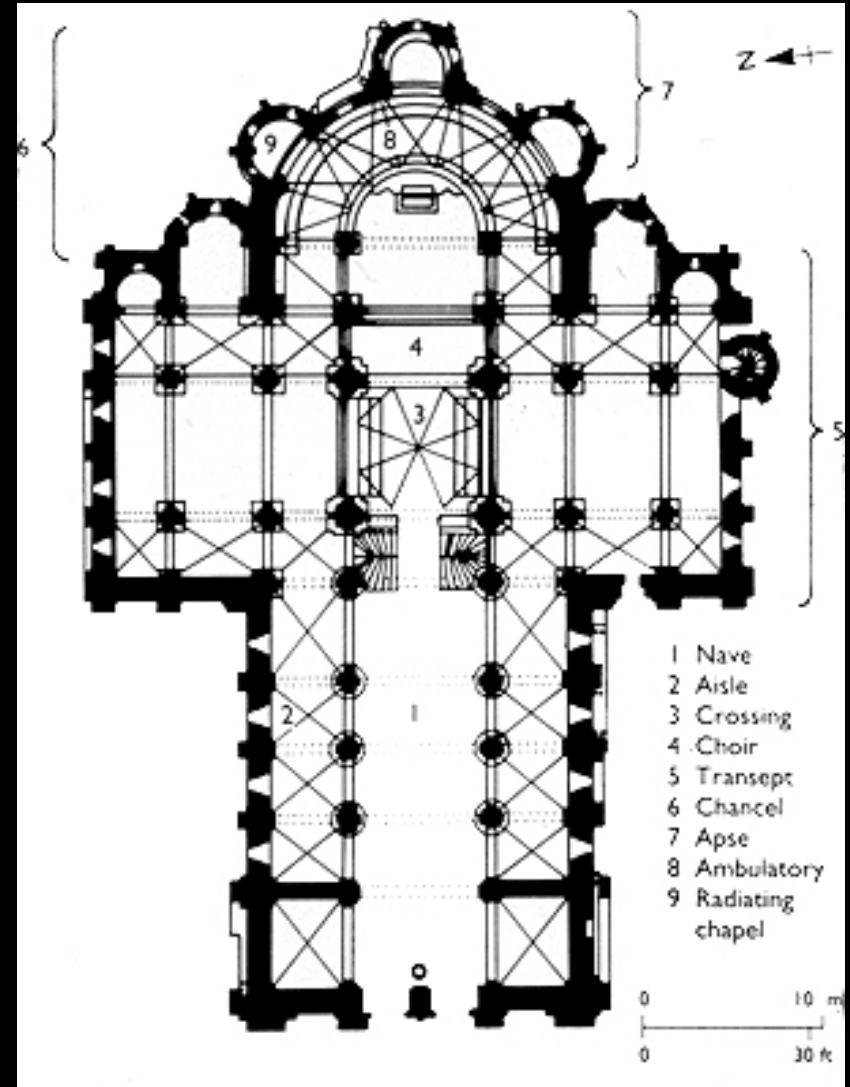 N
7
6
9
8
4
3
5
2
1
1 Nave
2 Aisle
3 Crossing
4 Choir
5 Transept
6 Chancel
7 Apse
8 Ambulatory
9 Radiating
chapel
0 10 m
0 30 ft